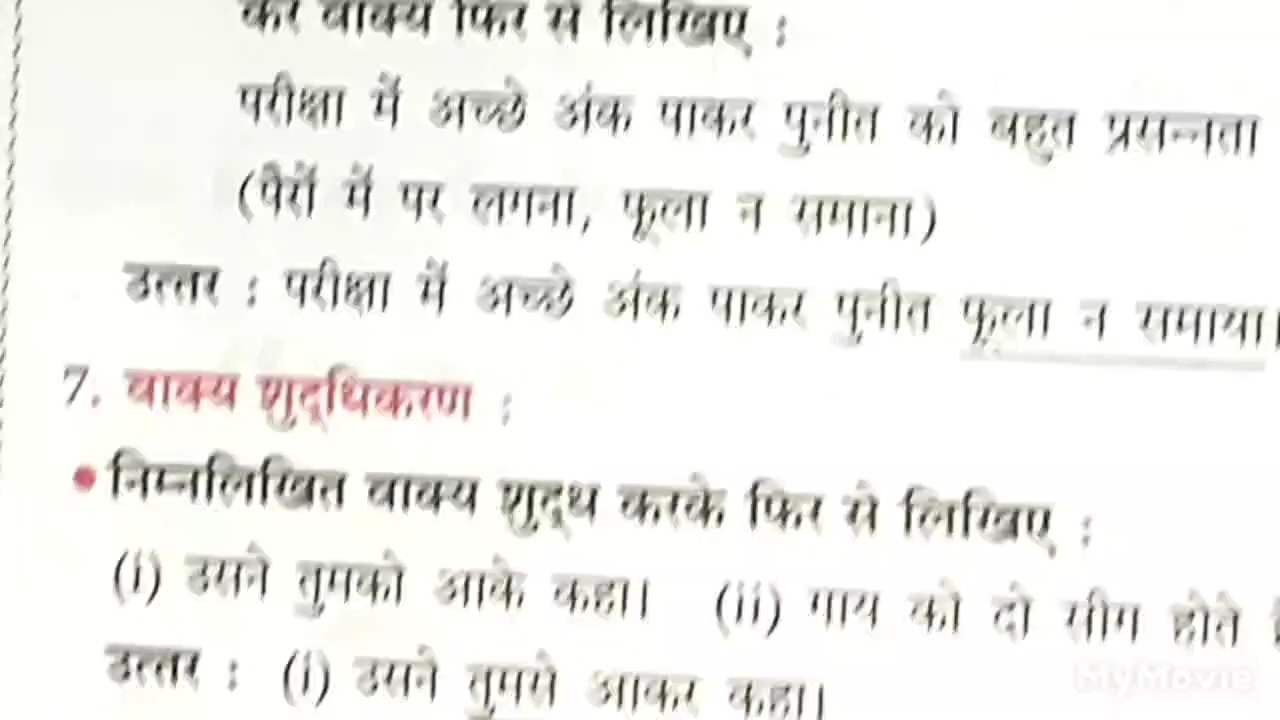 कर वाक्य फिर से लिखिए :
परीक्षा में अच्छे अंक पाकर पुनीत को बहुत प्रसन्नता
(पैरों में पर लगना, फूला न समाना)
उत्तर : परीक्षा में अच्छे अंक पाकर पुनीत फूला न समाया।
7. वाक्य शुद्धिकरण :
• निम्नलिखित वाक्य शुद्ध करके फिर से लिखिए :
(i) उसने तुमको आके कहा। (ii) गाय को दो सींग होते
उत्तर : (i) उसने तुमसे आकर कहा।
MyMovie